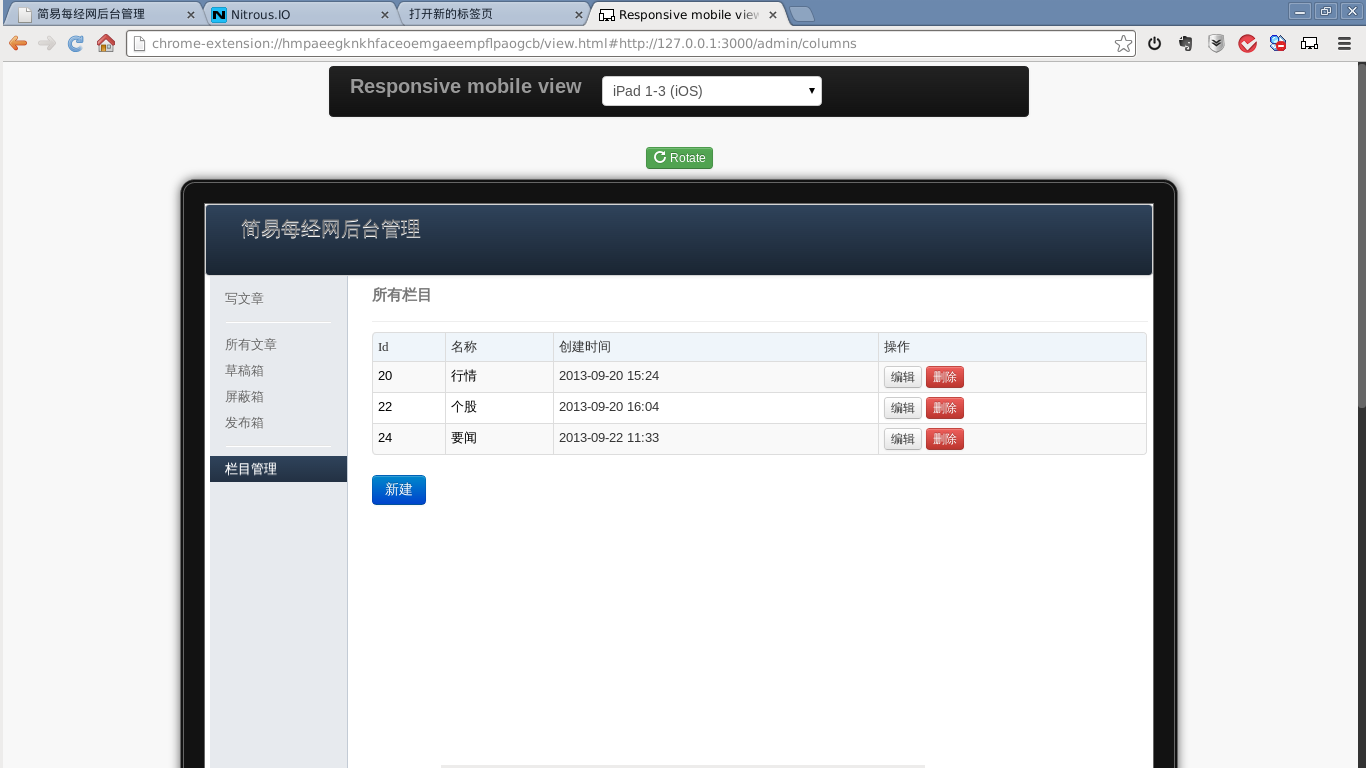 简易每经网后台管理
Nitrous.IO
打开新的标签页
Responsive mobile view
chrome-extension://hmpaeegknkhfaceoemgaeempflpaogcb/view.html#http://127.0.0.1:3000/admin/columns
Responsive mobile view
iPad 1-3 (iOS)
Rotate
简易每经网后台管理
写文章
所有文章
草稿箱
屏蔽箱
发布箱
栏目管理
所有栏目
Id 名称 创建时间 操作
20 行情 2013-09-20 15:24 编辑 删除
22 个股 2013-09-20 16:04 编辑 删除
24 要闻 2013-09-22 11:33 编辑 删除
新建